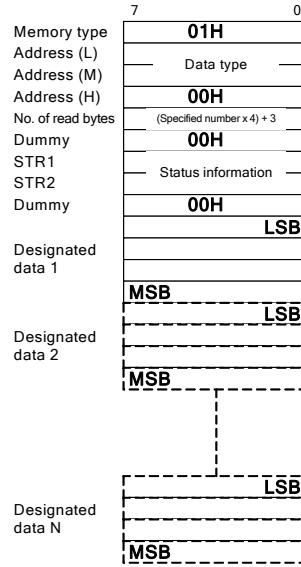 7 0
Memory type 01H
Address (L)
Data type
Address (M)
Address (H) 00H
No. of read bytes (Specified number x 4) + 3
Dummy 00H
STR1
Status information
STR2
Dummy 00H
LSB
Designated
data 1
MSB
LSB
Designated
data 2
MSB
LSB
Designated
data N
MSB